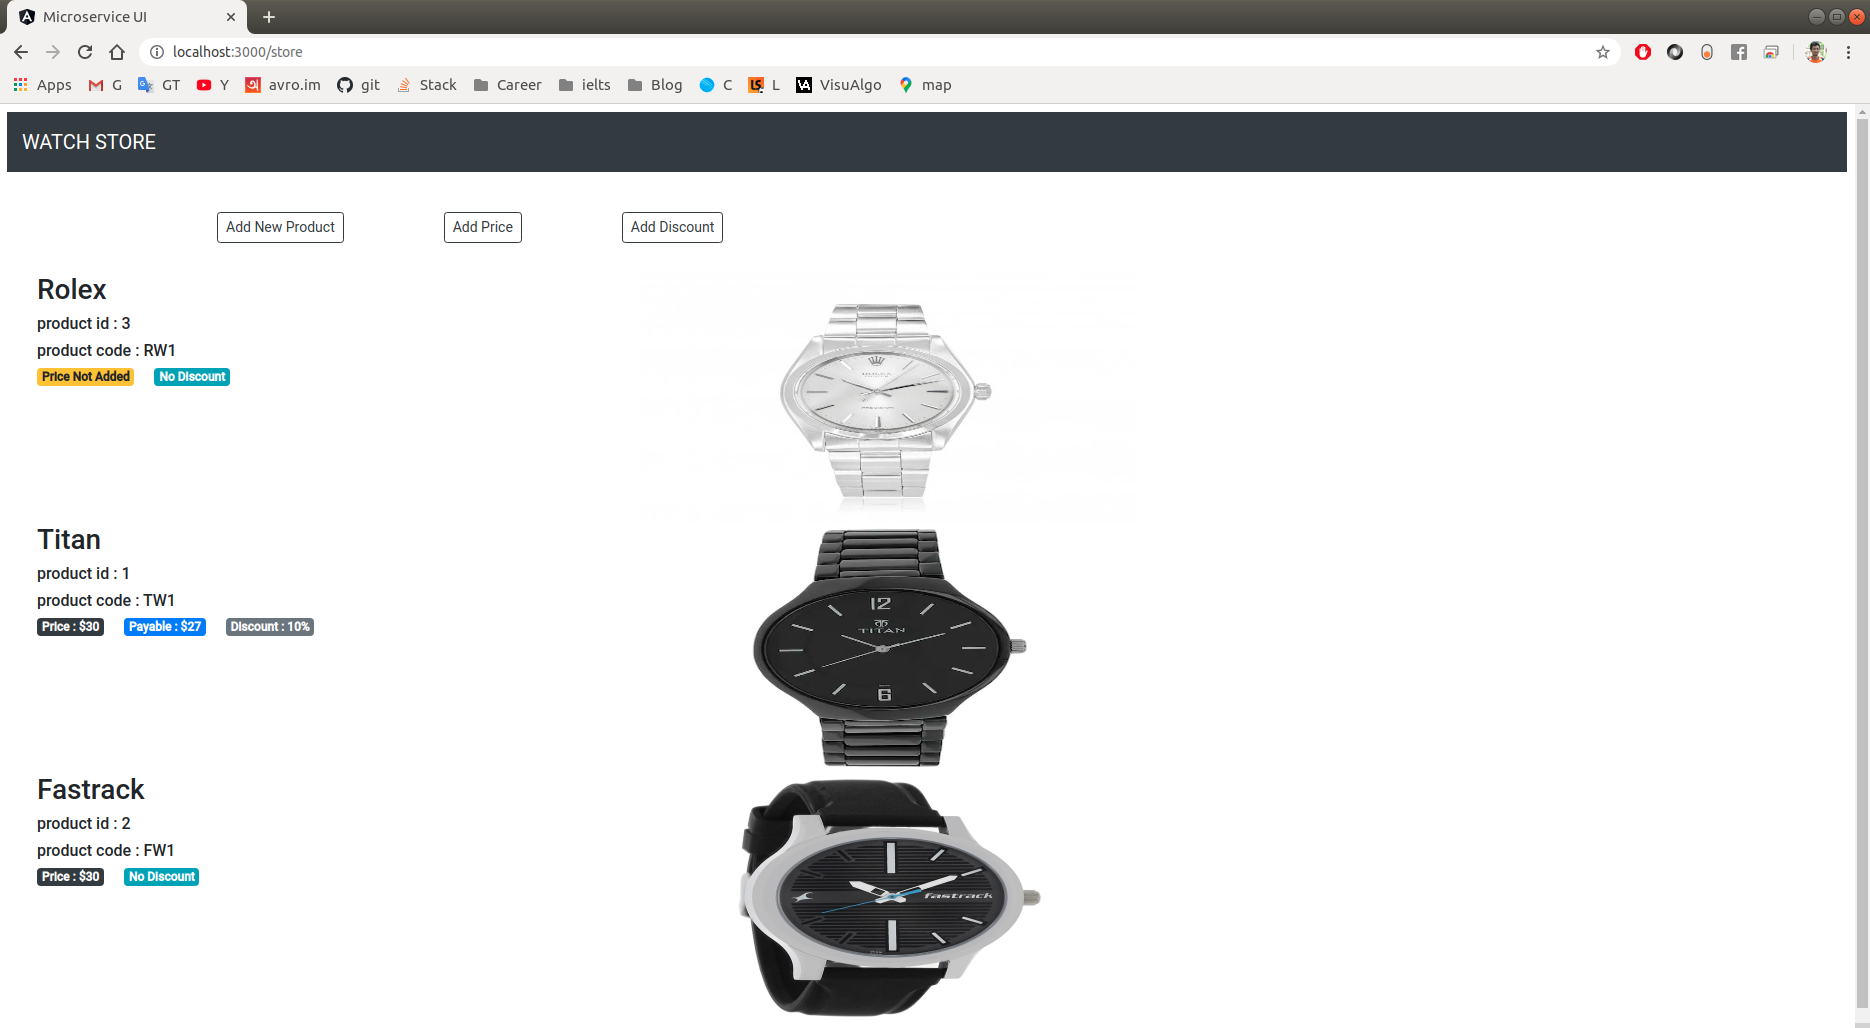 Microservice UI
localhost:3000/store
Apps G GT Y avro.im git Stack Career ielts Blog C L VisuAlgo map
WATCH STORE
Add New Product Add Price Add Discount
Rolex
product id : 3
product code : RW1
Price Not Added No Discount
Titan
product id : 1
product code : TW1
Price : $30 Payable : $27 Discount : 10%
12
TITAN
6
Fastrack
product id : 2
product code : FW1
Price : $30 No Discount
fastrack